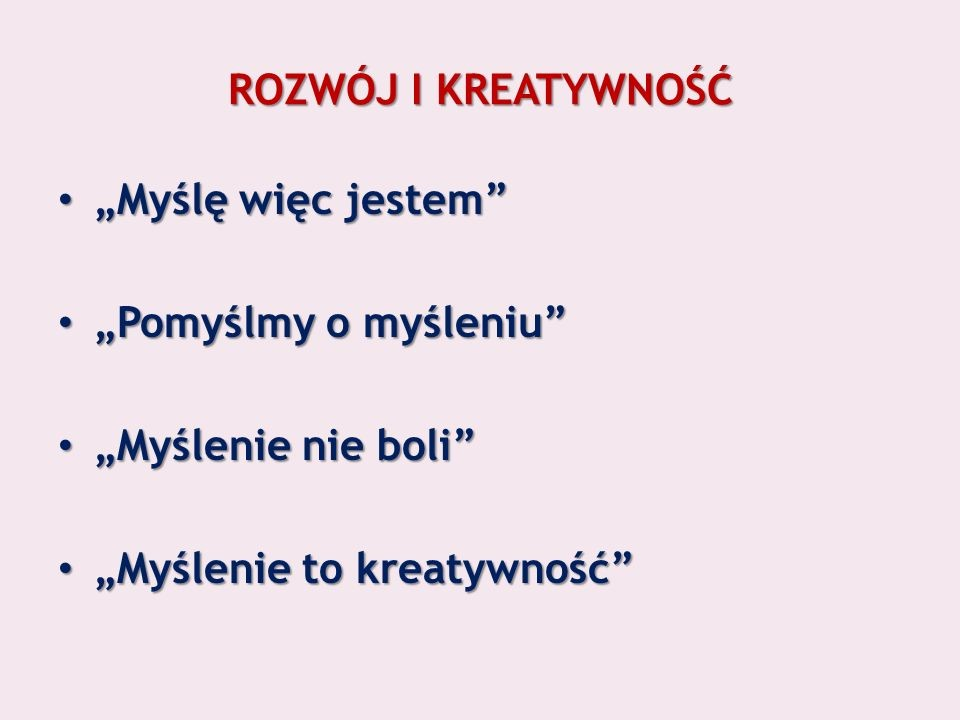 ROZWÓJ I KREATYWNOŚĆ
• „Myślę więc jestem”
• „Pomyślmy o myśleniu”
• „Myślenie nie boli”
• „Myślenie to kreatywność”